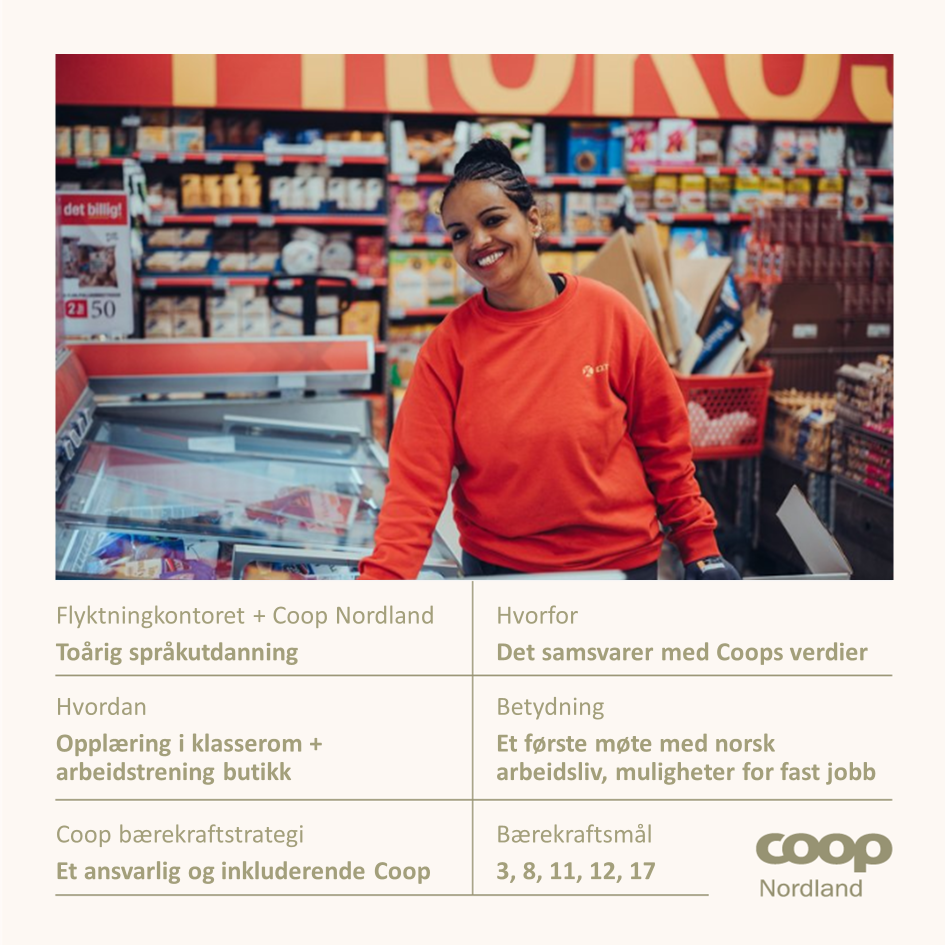 det billig!
2.fl 50
Flyktningkontoret + Coop Nordland
Toårig språkutdanning
Hvorfor
Det samsvarer med Coops verdier
Hvordan
Opplæring i klasserom +
arbeidstrening butikk
Betydning
Et første møte med norsk
arbeidsliv, muligheter for fast jobb
Coop bærekraftstrategi
Et ansvarlig og inkluderende Coop
Bærekraftsmål
3, 8, 11, 12, 17
coop
Nordland